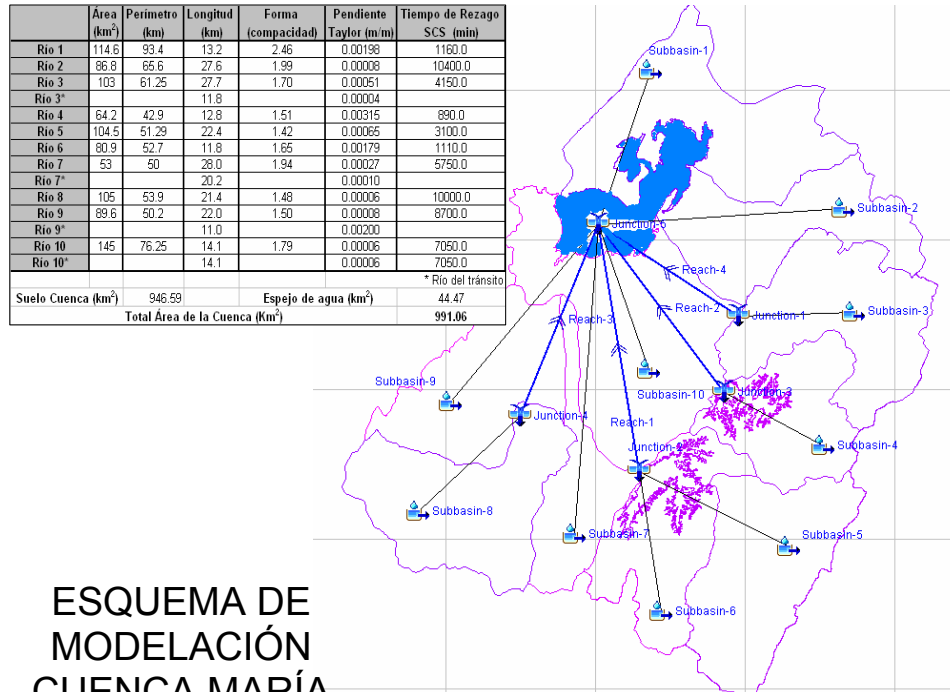 Área Perímetro Longitud Forma Pendiente Tiempo de Rezago
(km²) (km) (km) (compacidad) Taylor (m/m) SCS (min)
Río 1 114.6 93.4 13.2 2.46 0.00198 1160.0
Río 2 86.8 65.6 27.6 1.99 0.00008 10400.0
Río 3 103 61.25 27.7 1.70 0.00051 4150.0
Río 3* 11.8 0.00004
Río 4 64.2 42.9 12.8 1.51 0.00315 890.0
Río 5 104.5 51.29 22.4 1.42 0.00065 3100.0
Río 6 80.9 52.7 11.8 1.65 0.00179 1110.0
Río 7 53 50 28.0 1.94 0.00027 5750.0
Río 7* 20.2 0.00010
Río 8 105 53.9 21.4 1.48 0.00006 10000.0
Río 9 89.6 50.2 22.0 1.50 0.00008 8700.0
Río 9* 11.0 0.00200
Río 10 145 76.25 14.1 1.79 0.00006 7050.0
Río 10* 14.1 0.00006 7050.0
* Río del tránsito
Suelo Cuenca (km²) 946.59 Espejo de agua (km²) 44.47
Total Área de la Cuenca (Km²) 991.06
Subbasin-1
Subbasin-2
Junction-5
Reach-4
Reach-2
Junction-1
Subbasin-3
Reach-3
Subbasin-9
Subbasin-10
Junction-3
Junction-4
Reach-1
Junction-2
Subbasin-4
Subbasin-8
Subbasin-7
Subbasin-5
Subbasin-6
ESQUEMA DE
MODELACIÓN
CUENCA MARÍA